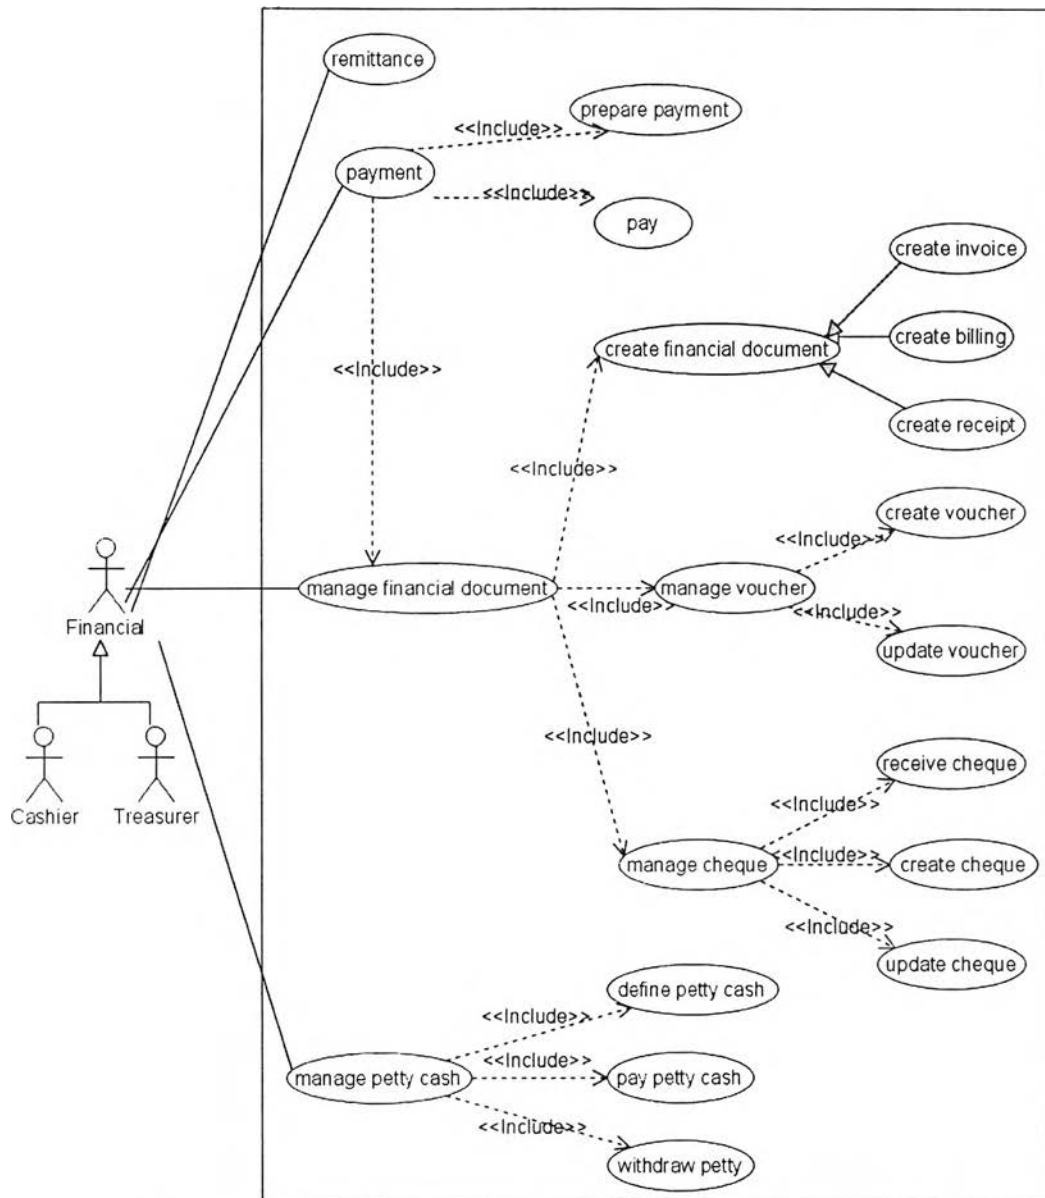 remittance
prepare payment
<<Include>>
payment
<<Include>>
pay
create invoice
create financial document
create billing
<<Include>>
create receipt
<<Include>>
create voucher
<<Include>>
manage financial document
manage voucher
<<Include>>
<<Include>>
Financial
update voucher
<<Include>>
receive cheque
<<Include>>
Cashier
Treasurer
<<Include>>
manage cheque
create cheque
<<Include>>
update cheque
define petty cash
<<Include>>
<<Include>>
manage petty cash
pay petty cash
<<Include>>
withdraw petty